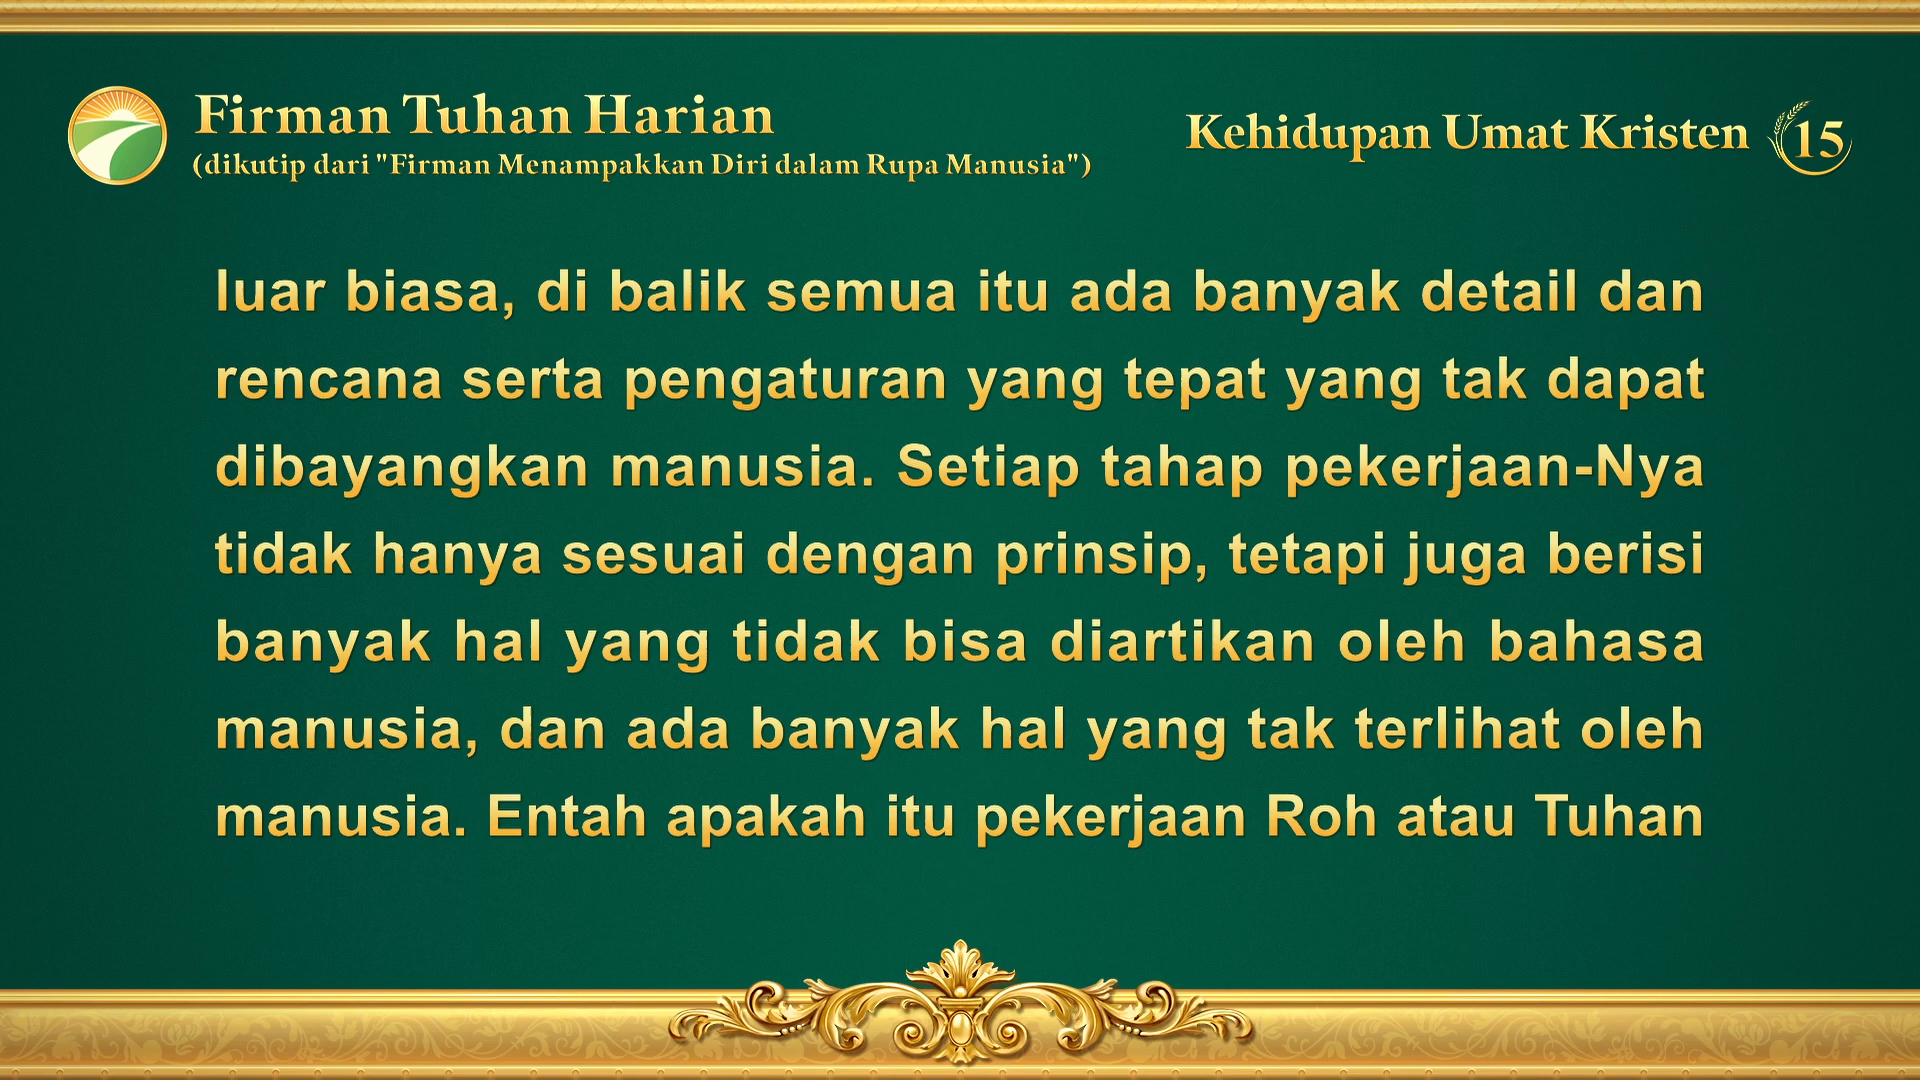 Firman Tuhan Harian
(dikutip dari "Firman Menampakkan Diri dalam Rupa Manusia")
Kehidupan Umat Kristen 15
luar biasa, di balik semua itu ada banyak detail dan
rencana serta pengaturan yang tepat yang tak dapat
dibayangkan manusia. Setiap tahap pekerjaan-Nya
tidak hanya sesuai dengan prinsip, tetapi juga berisi
banyak hal yang tidak bisa diartikan oleh bahasa
manusia, dan ada banyak hal yang tak terlihat oleh
manusia. Entah apakah itu pekerjaan Roh atau Tuhan